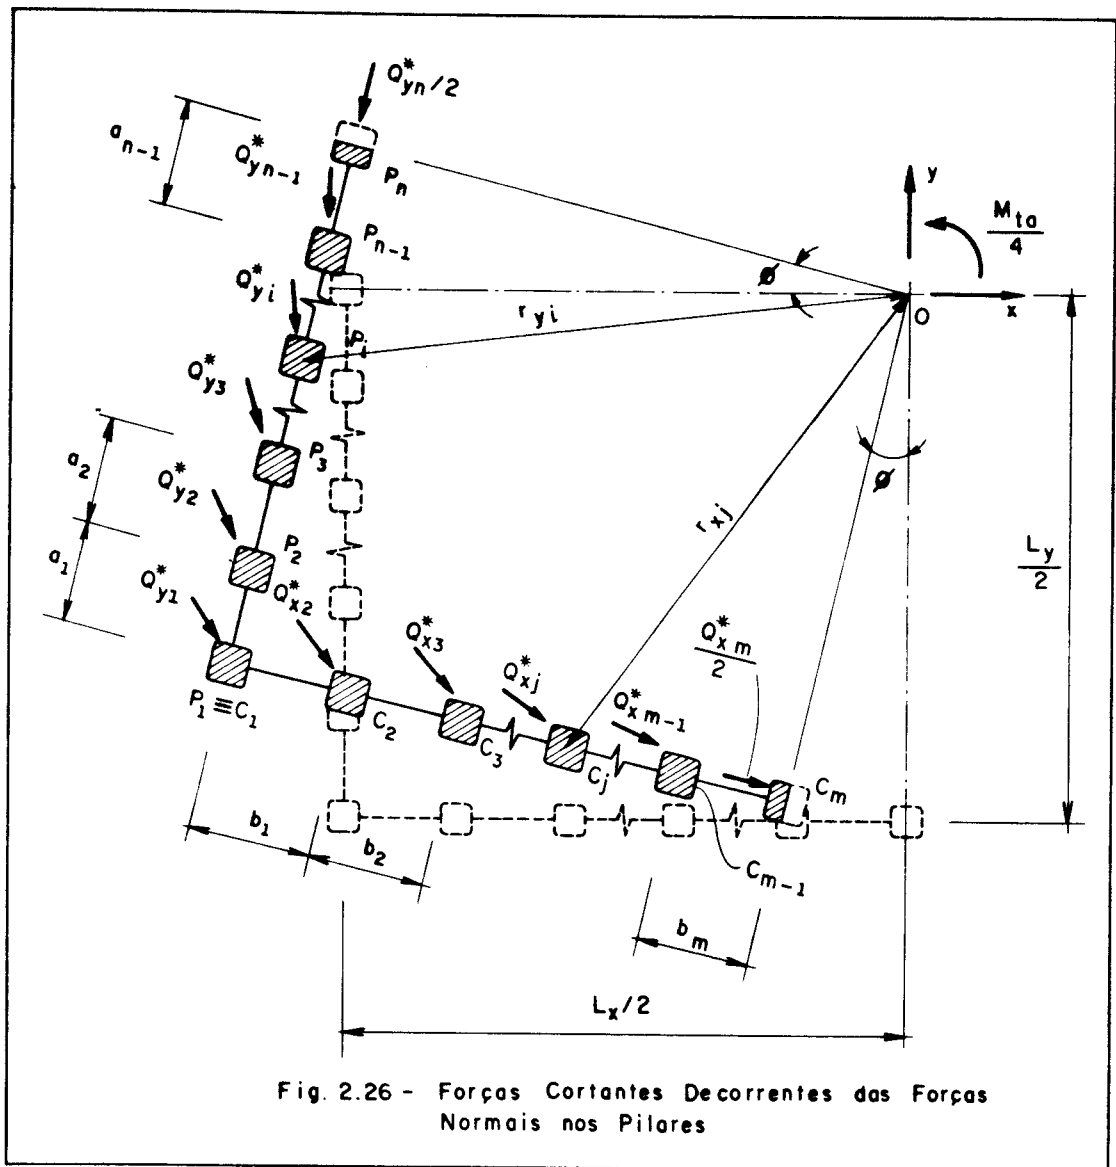 Q*yn/2
an-1
Q*yn-1
Pn
y
Mta/4
Pn-1
Q*yi
ø
ryi
x
O
Pi
Q*y3
a2
P3
ø
Q*y2
rxj
Ly/2
a1
P2
Q*y1
Q*x2
Q*x3
Q*xm/2
Q*xj
Q*xm-1
P1≡C1
C2
C3
Cj
Cm
b1
b2
Cm-1
bm
Lx/2
Fig. 2.26 - Forças Cortantes Decorrentes das Forças
Normais nos Pilares